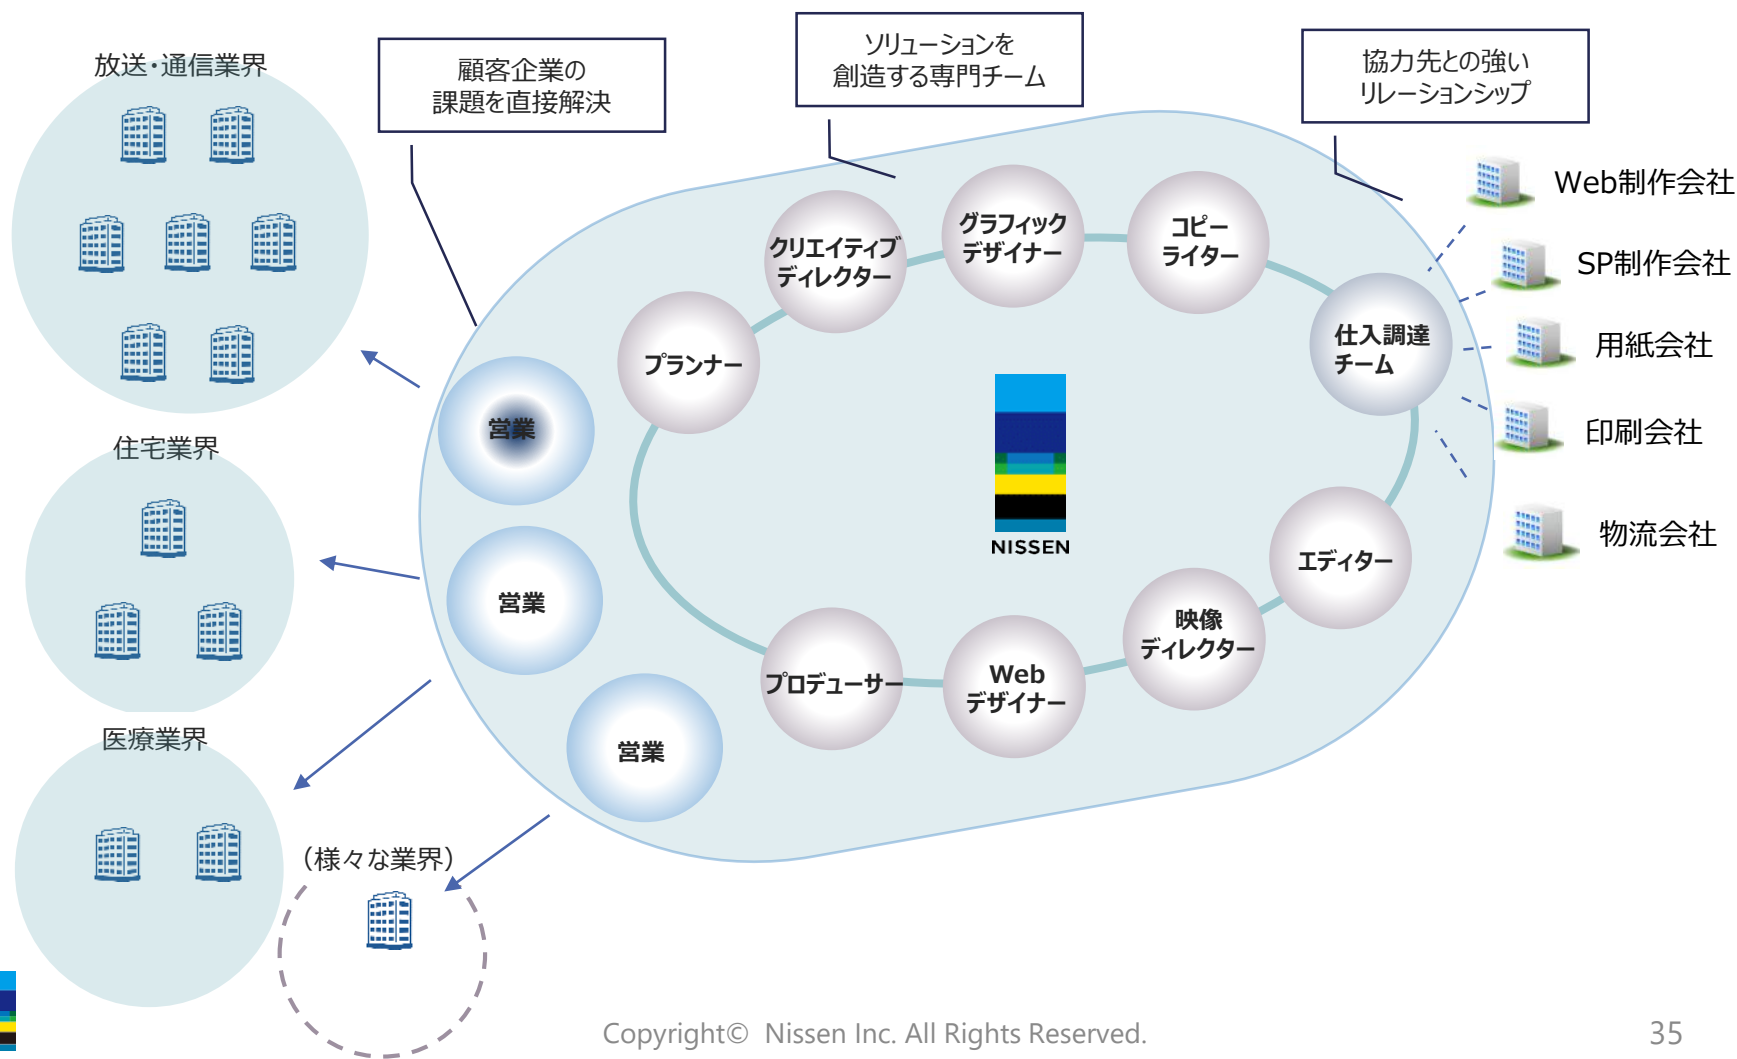 放送・通信業界
顧客企業の
課題を直接解決
ソリューションを
創造する専門チーム
協力先との強い
リレーションシップ
Web制作会社
SP制作会社
用紙会社
印刷会社
物流会社
クリエイティブ
ディレクター
グラフィック
デザイナー
コピー
ライター
仕入調達
チーム
プランナー
営業
住宅業界
NISSEN
エディター
営業
映像
ディレクター
プロデューサー
Web
デザイナー
医療業界
営業
（様々な業界）
Copyright© Nissen Inc. All Rights Reserved.
35